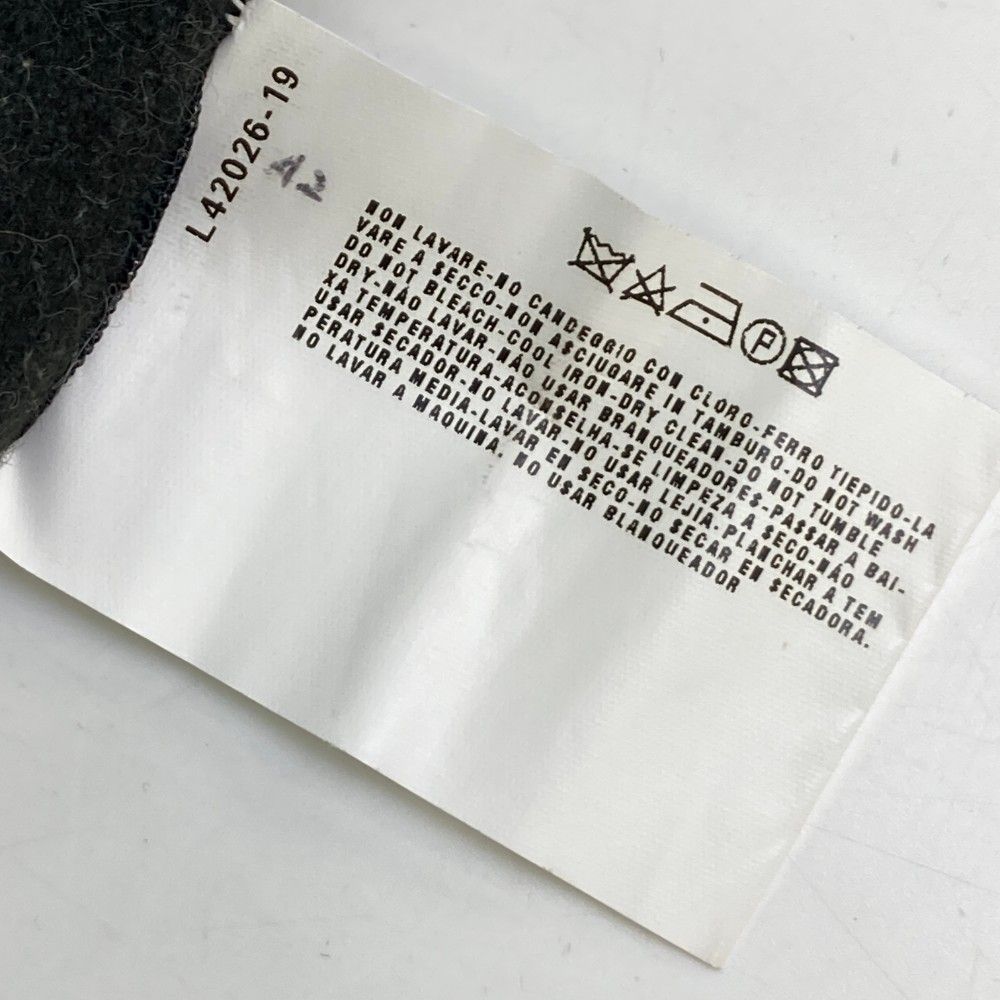 L42026-19
NON LAVARE-NO CANDEGGIO CON CLORO-FERRO TIEPIDO-LA
VARE A SECCO-NON ASCIUGARE IN TAMBURO-DO NOT WASH
DO NOT BLEACH-COOL IRON-DRY CLEAN-DO NOT TUMBLE
DRY-NÃO LAVAR-NÃO USAR BRANQUEADORES-PASSAR A BAI-
XA TEMPERATURA-ACONSELHA-SE LIMPEZA A SECO-NÃO
USAR SECADOR-NO LAVAR-NO USAR LEJIA-PLANCHAR A TEM
PERATURA MEDIA-LAVAR EN SECO-NO SECAR EN SECADORA.
NO LAVAR A MAQUINA. NO USAR BLANQUEADOR
P